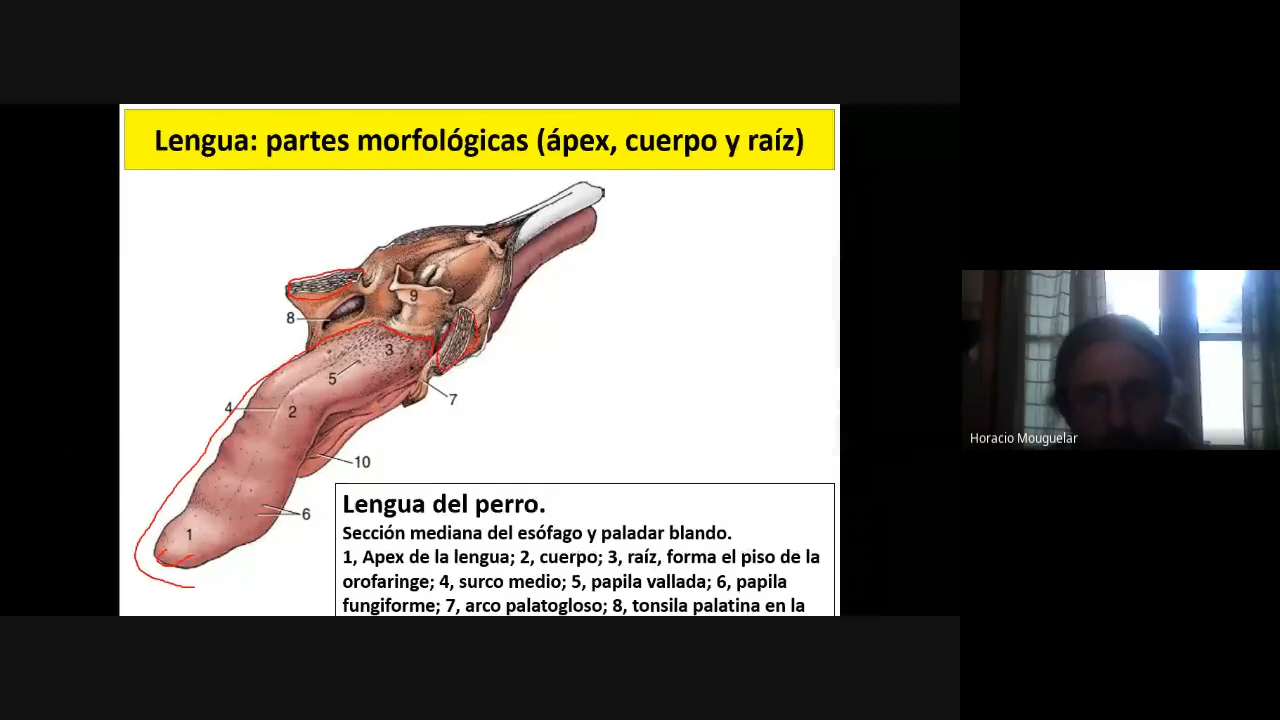 Lengua: partes morfológicas (ápex, cuerpo y raíz)
8
9
3
5
4
2
7
10
6
1
Lengua del perro.
Sección mediana del esófago y paladar blando.
1, Apex de la lengua; 2, cuerpo; 3, raíz, forma el piso de la
orofaringe; 4, surco medio; 5, papila vallada; 6, papila
fungiforme; 7, arco palatogloso; 8, tonsila palatina en la
Horacio Mouguelar